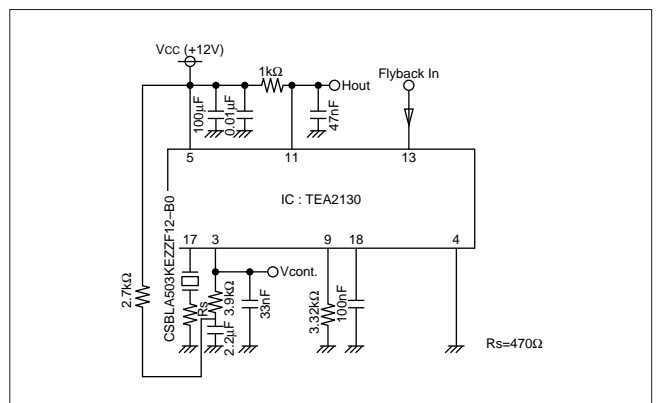 VCC (+12V)
1kΩ
Hout
Flyback In
100μF
0.01μF
47nF
5
11
13
IC : TEA2130
CSBLA503KEZZF12–B0
17
3
9
18
4
Vcont.
2.7kΩ
Rs
3.9kΩ
33nF
3.32kΩ
100nF
2.2μF
Rs=470Ω